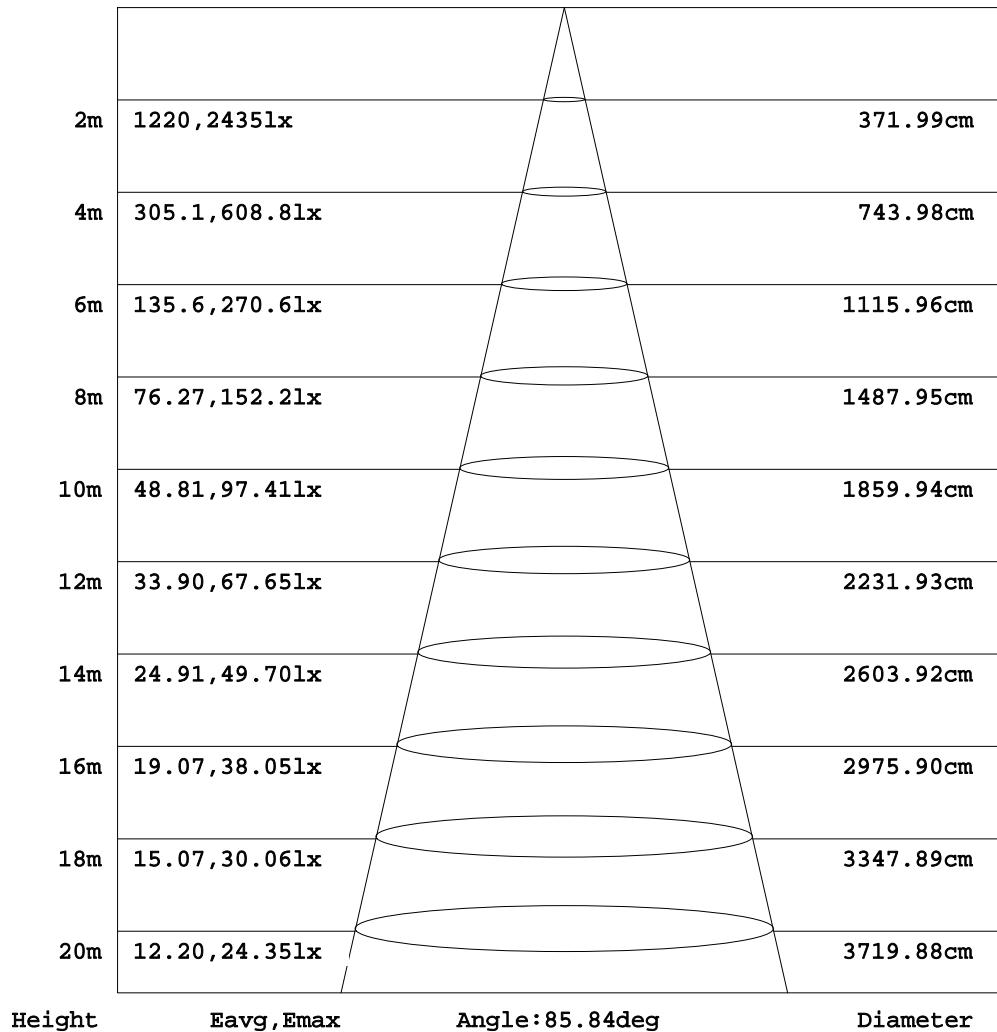 2m 1220,2435lx 371.99cm
4m 305.1,608.8lx 743.98cm
6m 135.6,270.6lx 1115.96cm
8m 76.27,152.2lx 1487.95cm
10m 48.81,97.41lx 1859.94cm
12m 33.90,67.65lx 2231.93cm
14m 24.91,49.70lx 2603.92cm
16m 19.07,38.05lx 2975.90cm
18m 15.07,30.06lx 3347.89cm
20m 12.20,24.35lx 3719.88cm
Height Eavg,Emax Angle:85.84deg Diameter